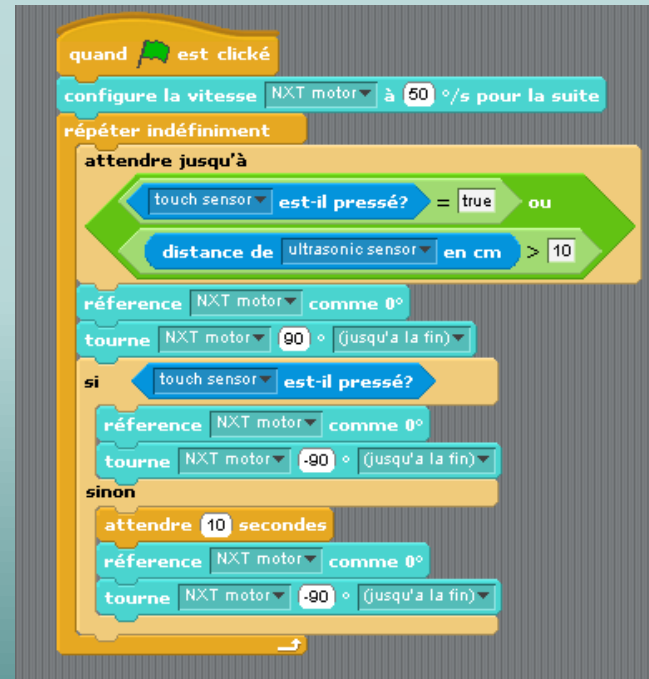 quand est clické
configure la vitesse NXT motor à 50 °/s pour la suite
répéter indéfiniment
attendre jusqu'à
touch sensor est-il pressé? = true ou
distance de ultrasonic sensor en cm > 10
réference NXT motor comme 0°
tourne NXT motor 90 ° (jusqu'a la fin)
si touch sensor est-il pressé?
réference NXT motor comme 0°
tourne NXT motor -90 ° (jusqu'a la fin)
sinon
attendre 10 secondes
réference NXT motor comme 0°
tourne NXT motor -90 ° (jusqu'a la fin)